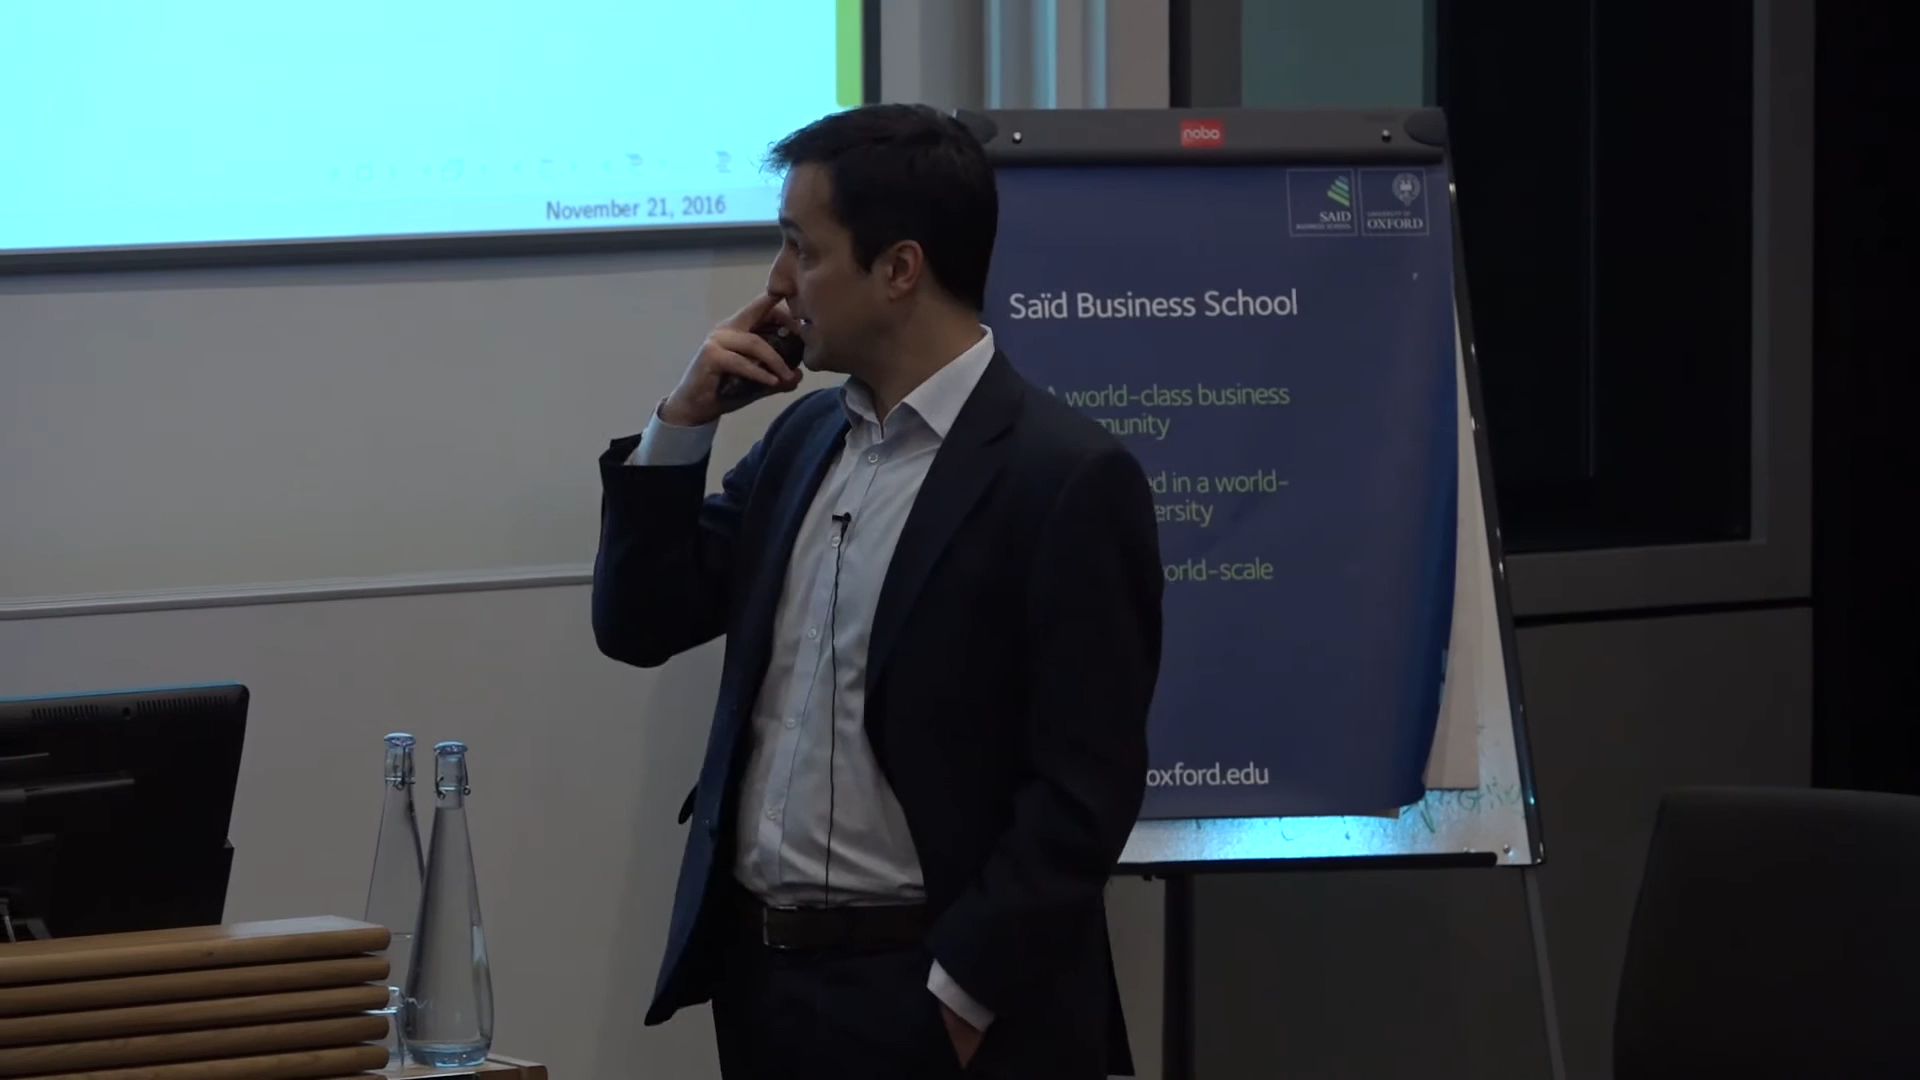 November 21, 2016
nobo
SAID
BUSINESS SCHOOL
UNIVERSITY OF
OXFORD
Saïd Business School
A world-class business
munity
ed in a world-
ersity
orld-scale
oxford.edu